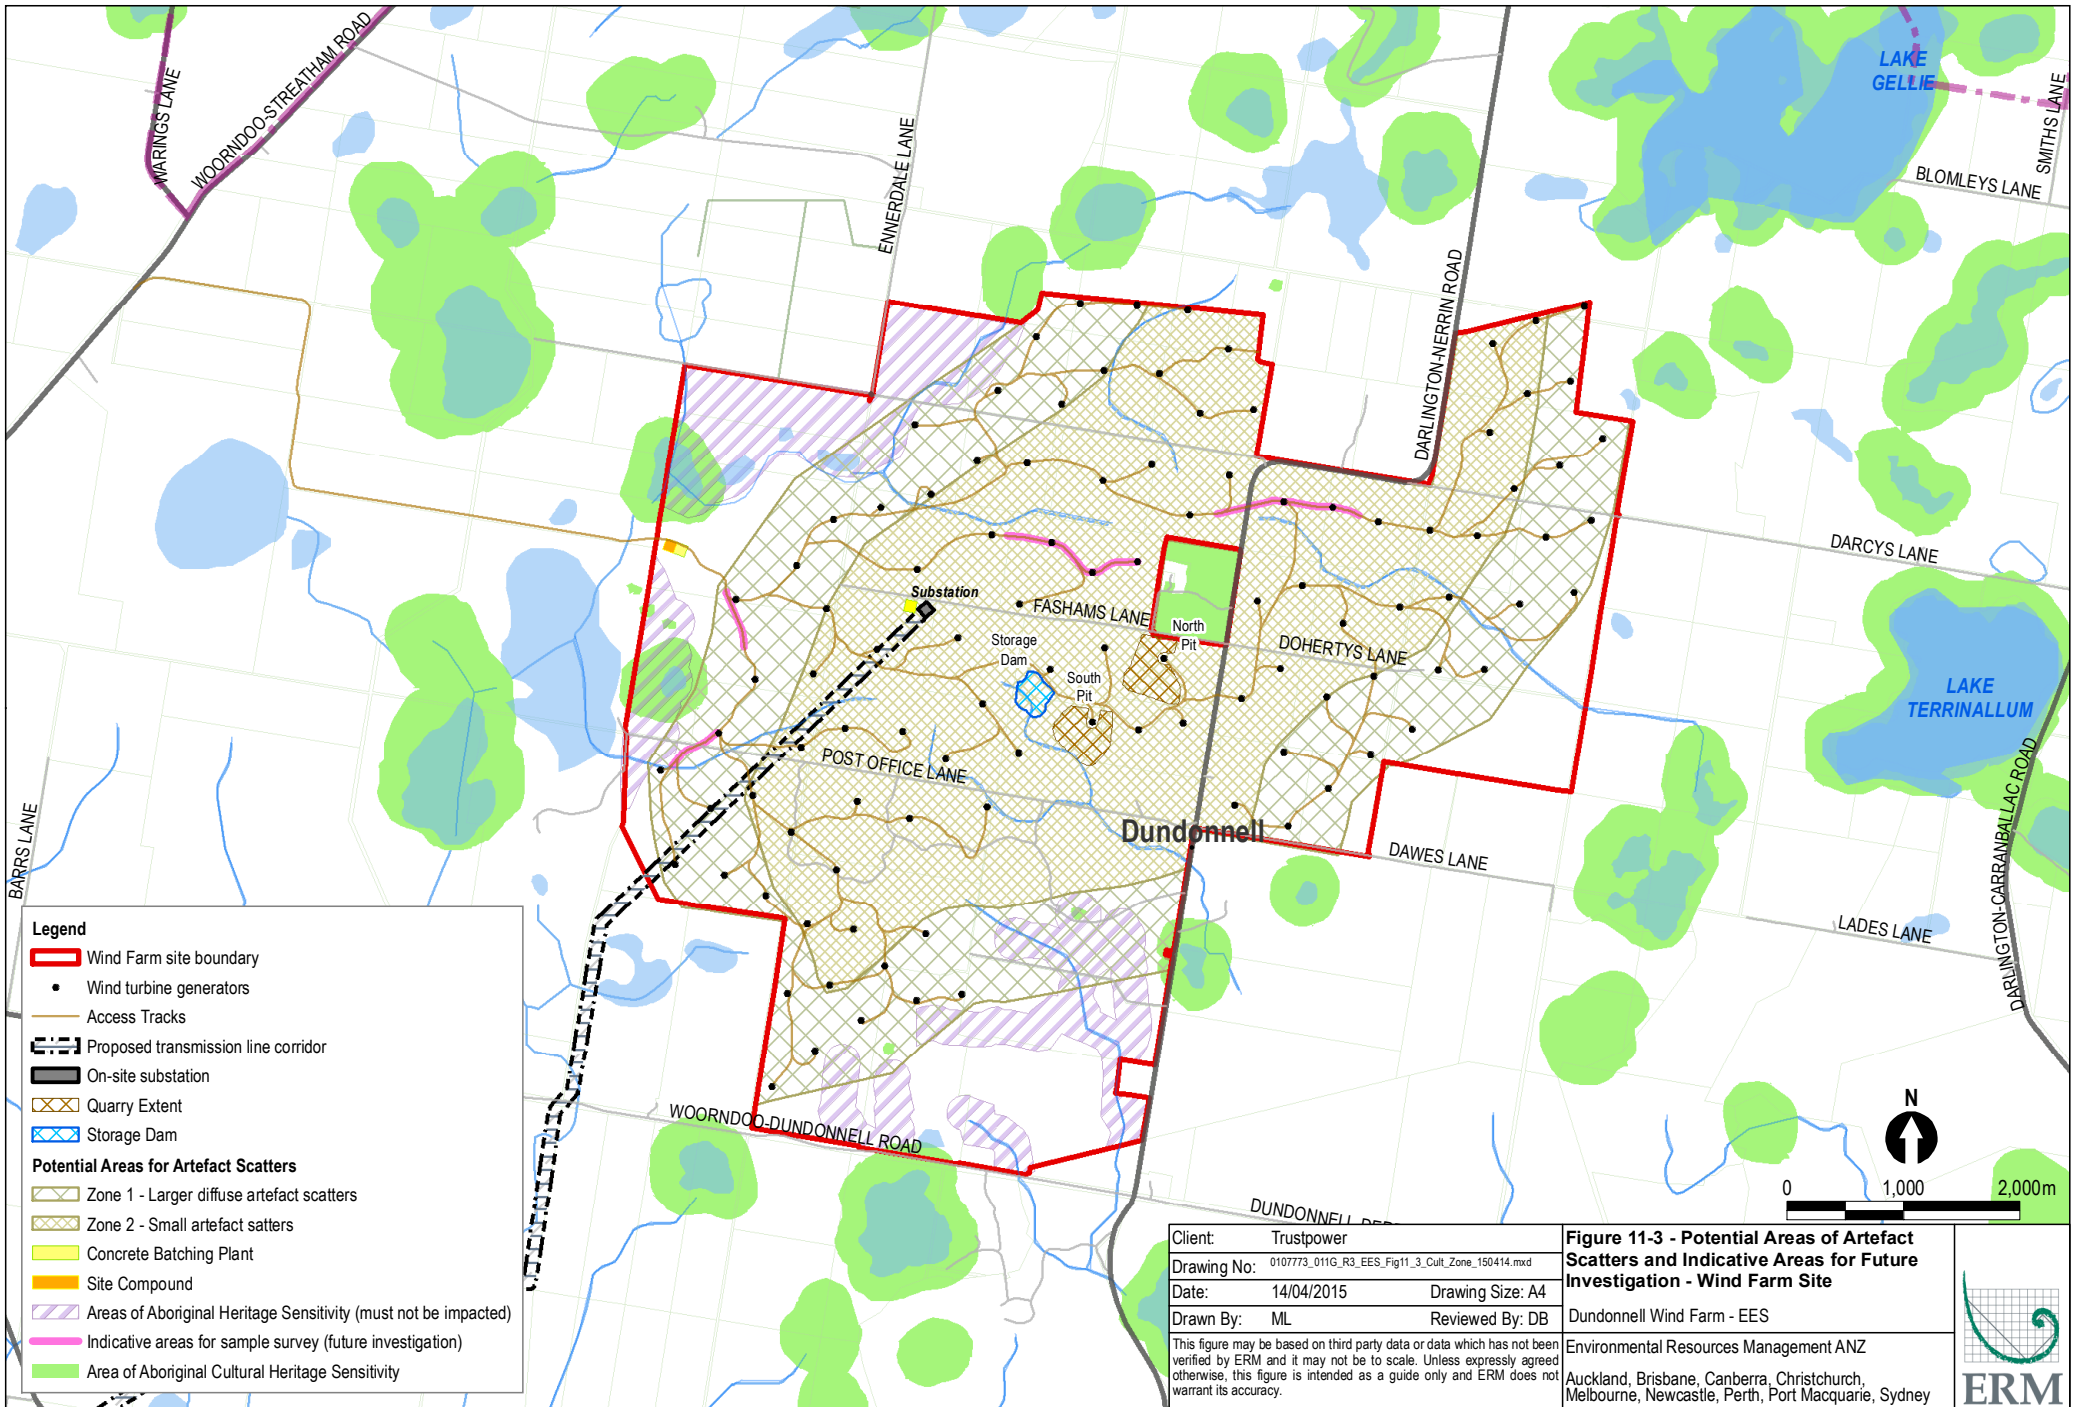 LAKE
GELLIE
WARINGS LANE
WOORNDOO-STREATHAM ROAD
ENNERDALE LANE
SMITHS LANE
BLOMLEYS LANE
DARLINGTON-NERRIN ROAD
DARCYS LANE
Substation
FASHAMS LANE
North
Pit
Storage
Dam
South
Pit
DOHERTYS LANE
LAKE
TERRINALLUM
POST OFFICE LANE
Dundonnell
DAWES LANE
BARRS LANE
LADES LANE
DARLINGTON-CARRANBALLAC ROAD
WOORNDOO-DUNDONNELL ROAD
Legend
Wind Farm site boundary
Wind turbine generators
Access Tracks
Proposed transmission line corridor
On-site substation
Quarry Extent
Storage Dam
Potential Areas for Artefact Scatters
Zone 1 - Larger diffuse artefact scatters
Zone 2 - Small artefact satters
Concrete Batching Plant
Site Compound
Areas of Aboriginal Heritage Sensitivity (must not be impacted)
Indicative areas for sample survey (future investigation)
Area of Aboriginal Cultural Heritage Sensitivity
N
0 1,000 2,000m
DUNDONNELL
Client: Trustpower
Drawing No: 0107773_011G_R3_EES_Fig11_3_Cult_Zone_150414.mxd
Date: 14/04/2015 Drawing Size: A4
Drawn By: ML Reviewed By: DB
This figure may be based on third party data or data which has not been
verified by ERM and it may not be to scale. Unless expressly agreed
otherwise, this figure is intended as a guide only and ERM does not
warrant its accuracy.
Figure 11-3 - Potential Areas of Artefact
Scatters and Indicative Areas for Future
Investigation - Wind Farm Site
Dundonnell Wind Farm - EES
Environmental Resources Management ANZ
Auckland, Brisbane, Canberra, Christchurch,
Melbourne, Newcastle, Perth, Port Macquarie, Sydney
ERM